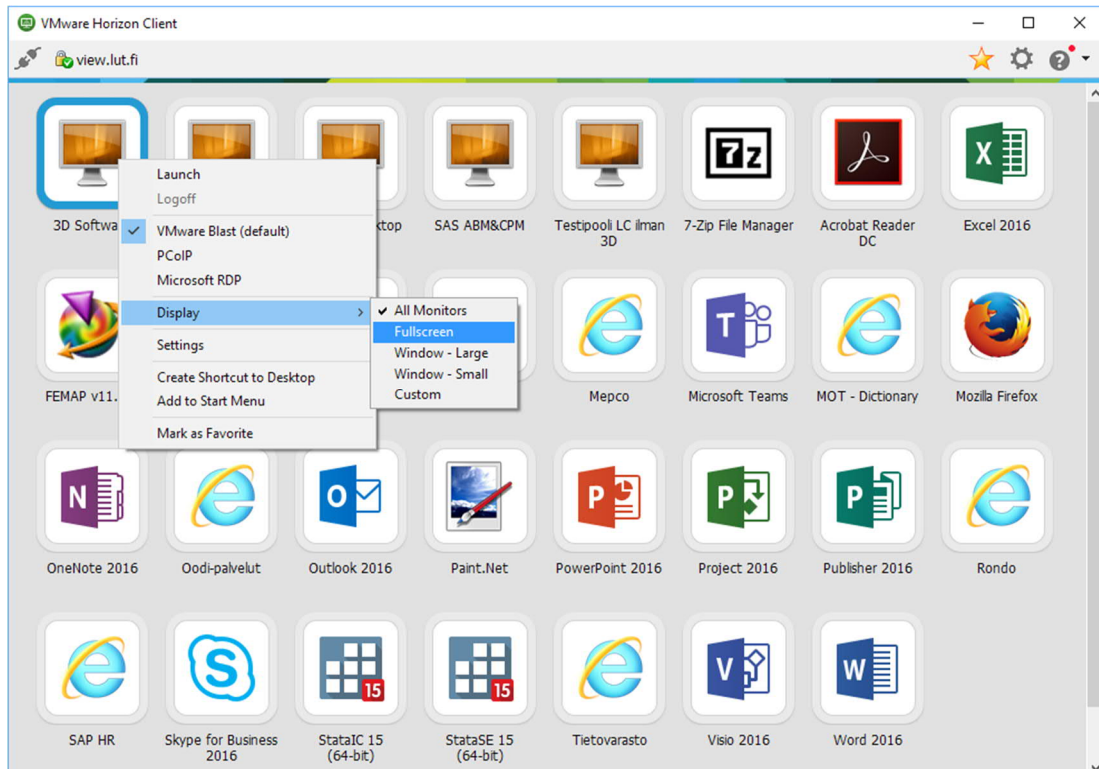 VMware Horizon Client
view.lut.fi
3D Softwa
ktop
SAS ABM&CPM
Testipooli LC ilman
3D
7-Zip File Manager
Acrobat Reader
DC
Excel 2016
Launch
Logoff
VMware Blast (default)
PCoIP
Microsoft RDP
Display
Settings
Create Shortcut to Desktop
Add to Start Menu
Mark as Favorite
All Monitors
Fullscreen
Window - Large
Window - Small
Custom
FEMAP v11.
Mepco
Microsoft Teams
MOT - Dictionary
Mozilla Firefox
OneNote 2016
Oodi-palvelut
Outlook 2016
Paint.Net
PowerPoint 2016
Project 2016
Publisher 2016
Rondo
SAP HR
Skype for Business
2016
StataIC 15
(64-bit)
StataSE 15
(64-bit)
Tietovarasto
Visio 2016
Word 2016
7z
X
T
N
O
P
P
P
S
15
15
V
W